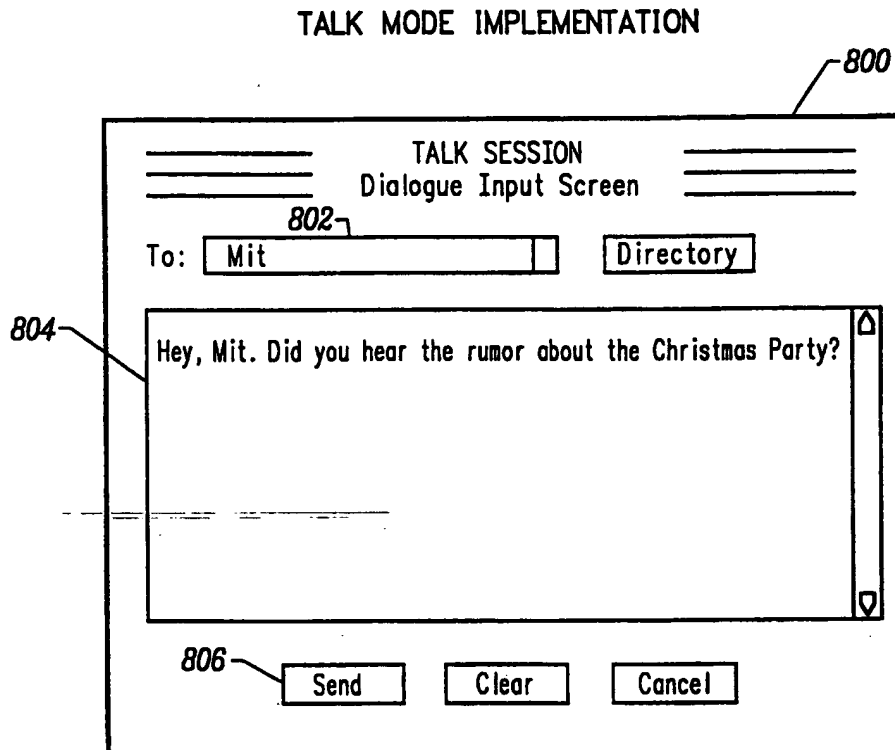 TALK MODE IMPLEMENTATION
800
TALK SESSION
Dialogue Input Screen
802
To: Mit Directory
804
Hey, Mit. Did you hear the rumor about the Christmas Party?
806
Send Clear Cancel